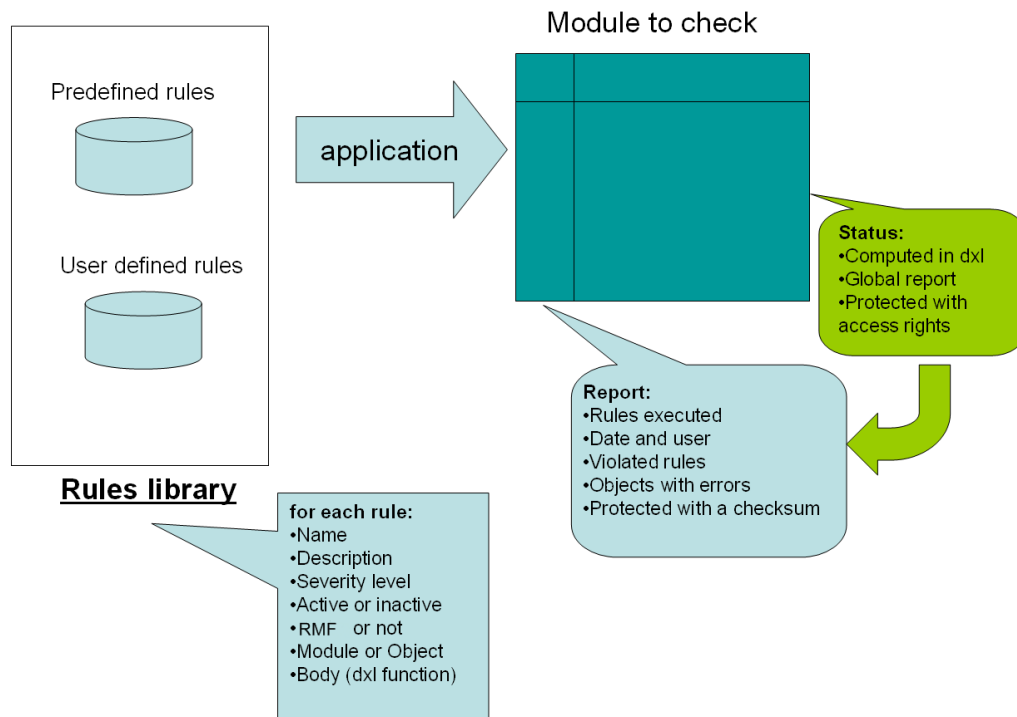 Module to check
Predefined rules
application
User defined rules
Status:
•Computed in dxl
•Global report
•Protected with
access rights
Report:
•Rules executed
•Date and user
•Violated rules
•Objects with errors
•Protected with a checksum
Rules library
for each rule:
•Name
•Description
•Severity level
•Active or inactive
•RMF or not
•Module or Object
•Body (dxl function)